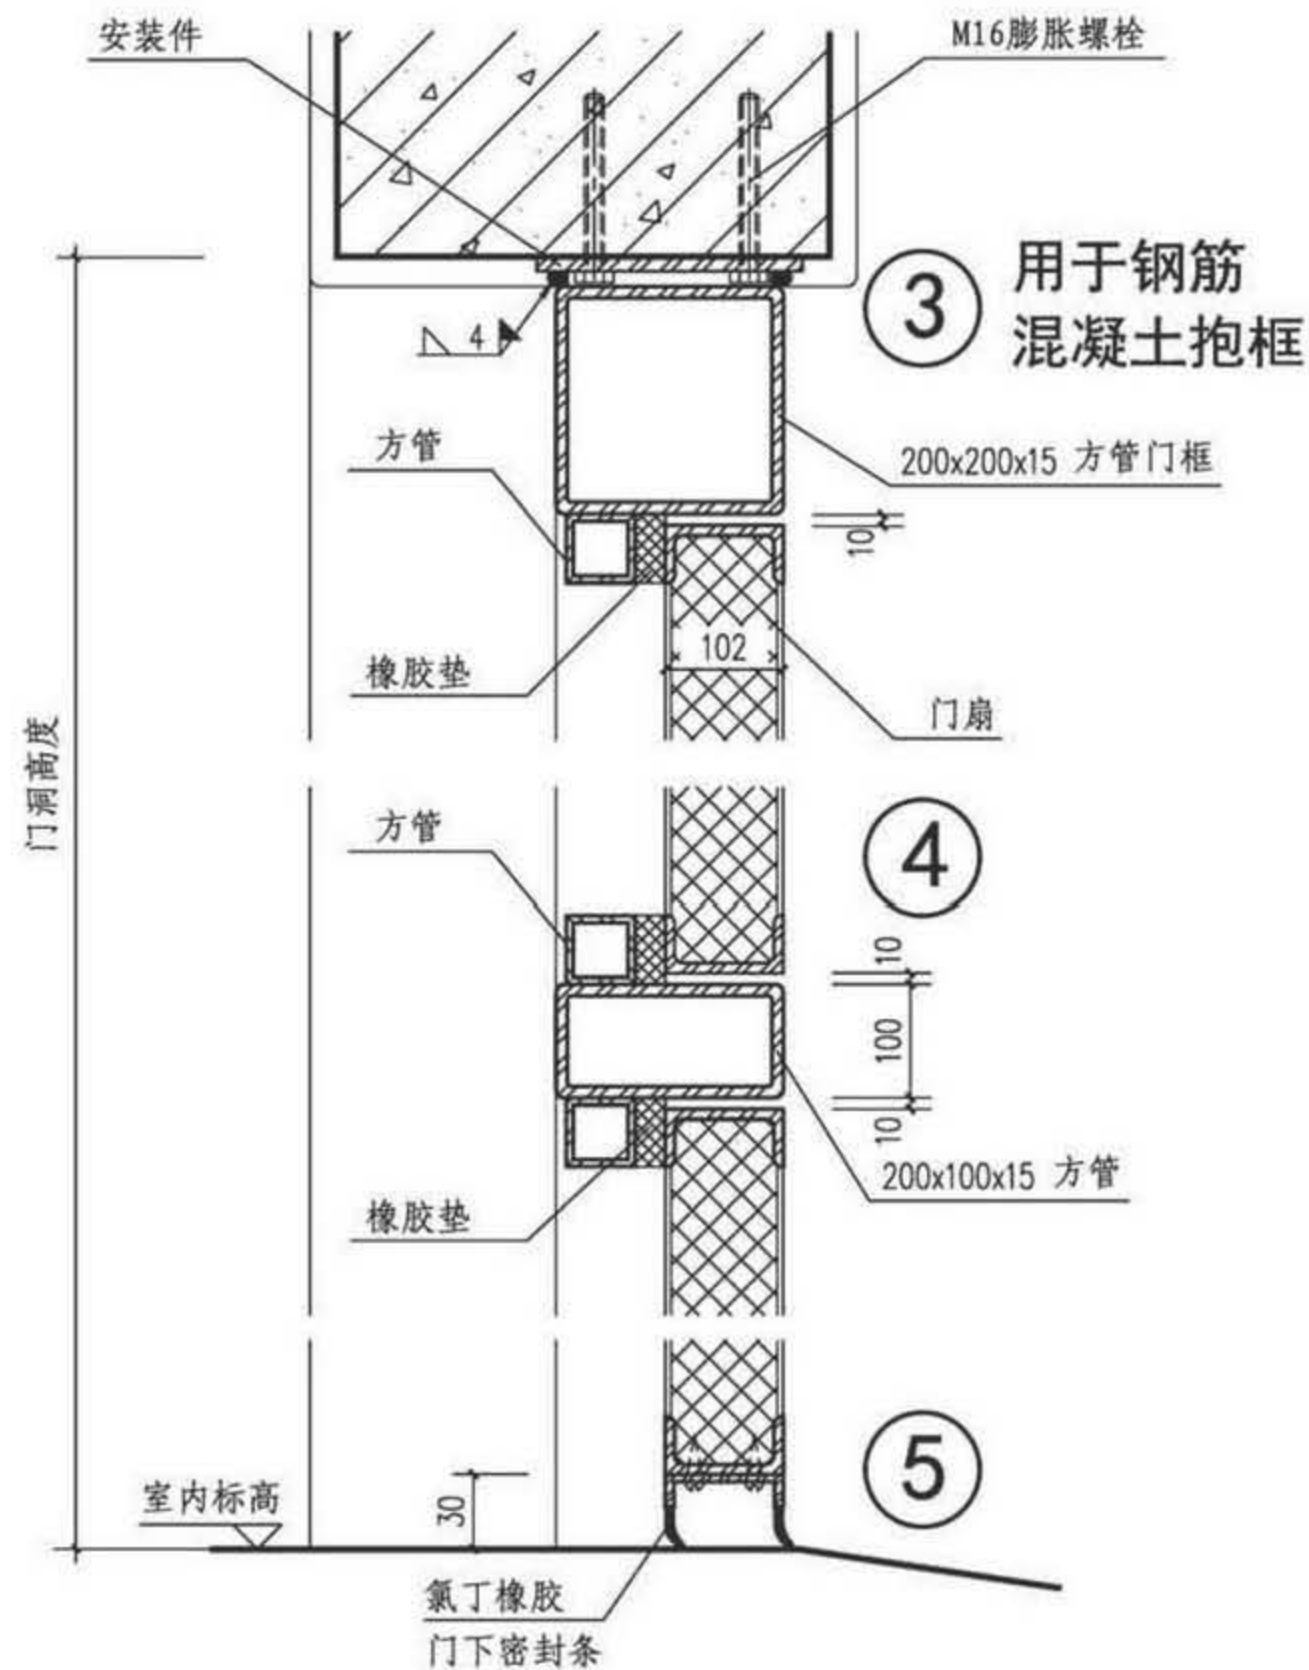 安装件
M16膨胀螺栓
3
用于钢筋
混凝土抱框
4
方管
200x200x15 方管门框
10
102
橡胶垫
门扇
门洞高度
方管
4
10
100
10
200x100x15 方管
橡胶垫
5
室内标高
30
氯丁橡胶
门下密封条